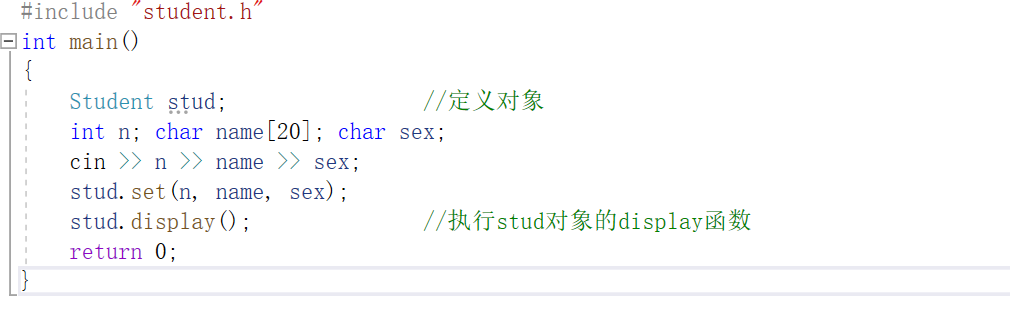 #include "student.h"
int main()
{
Student stud; //定义对象
int n; char name[20]; char sex;
cin >> n >> name >> sex;
stud.set(n, name, sex);
stud.display(); //执行stud对象的display函数
return 0;
}